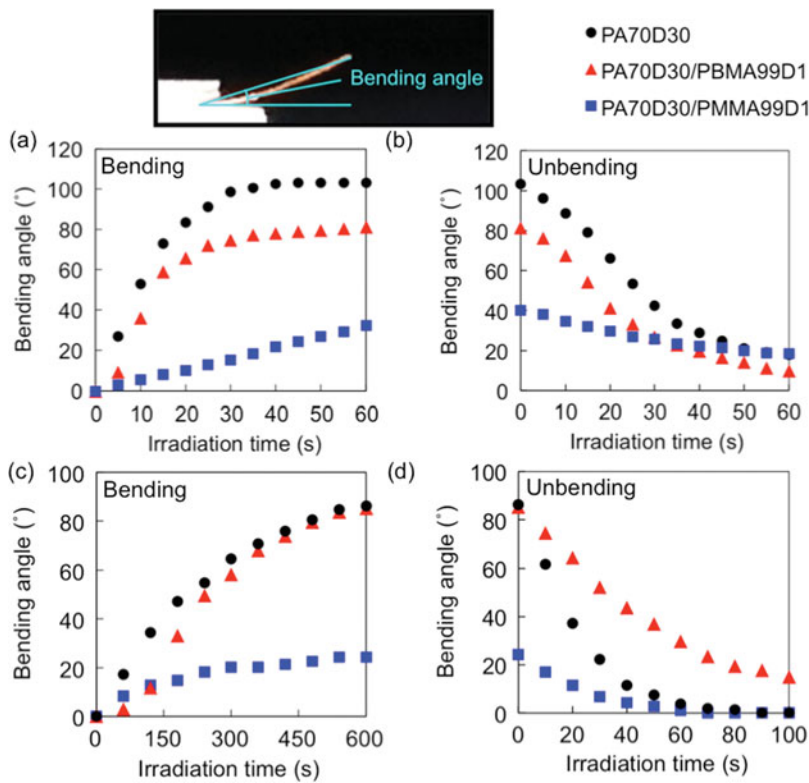 Bending angle
PA70D30
PA70D30/PBMA99D1
PA70D30/PMMA99D1
(a)
Bending
Bending angle (˚)
120
100
80
60
40
20
0
0 10 20 30 40 50 60
Irradiation time (s)
(b)
Unbending
Bending angle (˚)
120
100
80
60
40
20
0
0 10 20 30 40 50 60
Irradiation time (s)
(c)
Bending
Bending angle (˚)
100
80
60
40
20
0
0 150 300 450 600
Irradiation time (s)
(d)
Unbending
Bending angle (˚)
100
80
60
40
20
0
0 20 40 60 80 100
Irradiation time (s)